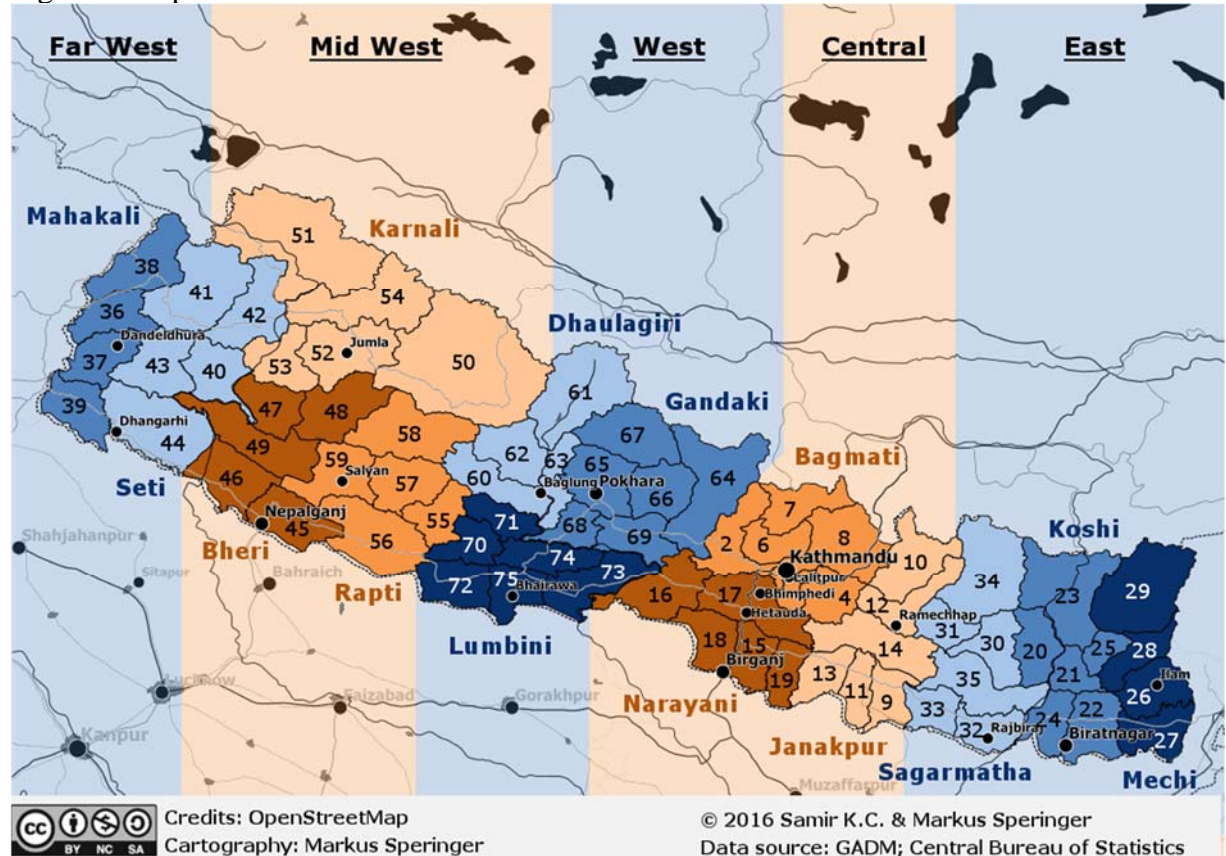 Far West
Mid West
West
Central
East
Mahakali
Karnali
51
38
41
54
42
36
Dhaulagiri
Dandeldhura
Jumla
52
50
37
43
40
53
61
39
Gandaki
47
48
Dhangarhi
58
67
44
49
62
63
65
Bagmati
59
Salyan
60
Baglung
Pokhara
64
46
57
66
7
Seti
Nepalganj
55
71
68
69
2
6
8
Koshi
45
56
70
74
Kathmandu
10
Shahjahanpur
Bheri
Lalitpur
34
29
Sitapur
Bahraich
72
75
73
Bhairawa
16
17
Bhimphedi
4
12
23
Rapti
Hetauda
Ramechhap
31
30
28
Lumbini
18
15
14
20
25
Birganj
35
21
26
Ilam
Lucknow
Faizabad
Gorakhpur
19
13
11
9
33
22
Narayani
24
Kanpur
32
Rajbiraj
Biratnagar
27
Janakpur
Sagarmatha
Mechi
Muzaffarpur
cc
BY NC SA
Credits: OpenStreetMap
Cartography: Markus Speringer
© 2016 Samir K.C. & Markus Speringer
Data source: GADM; Central Bureau of Statistics